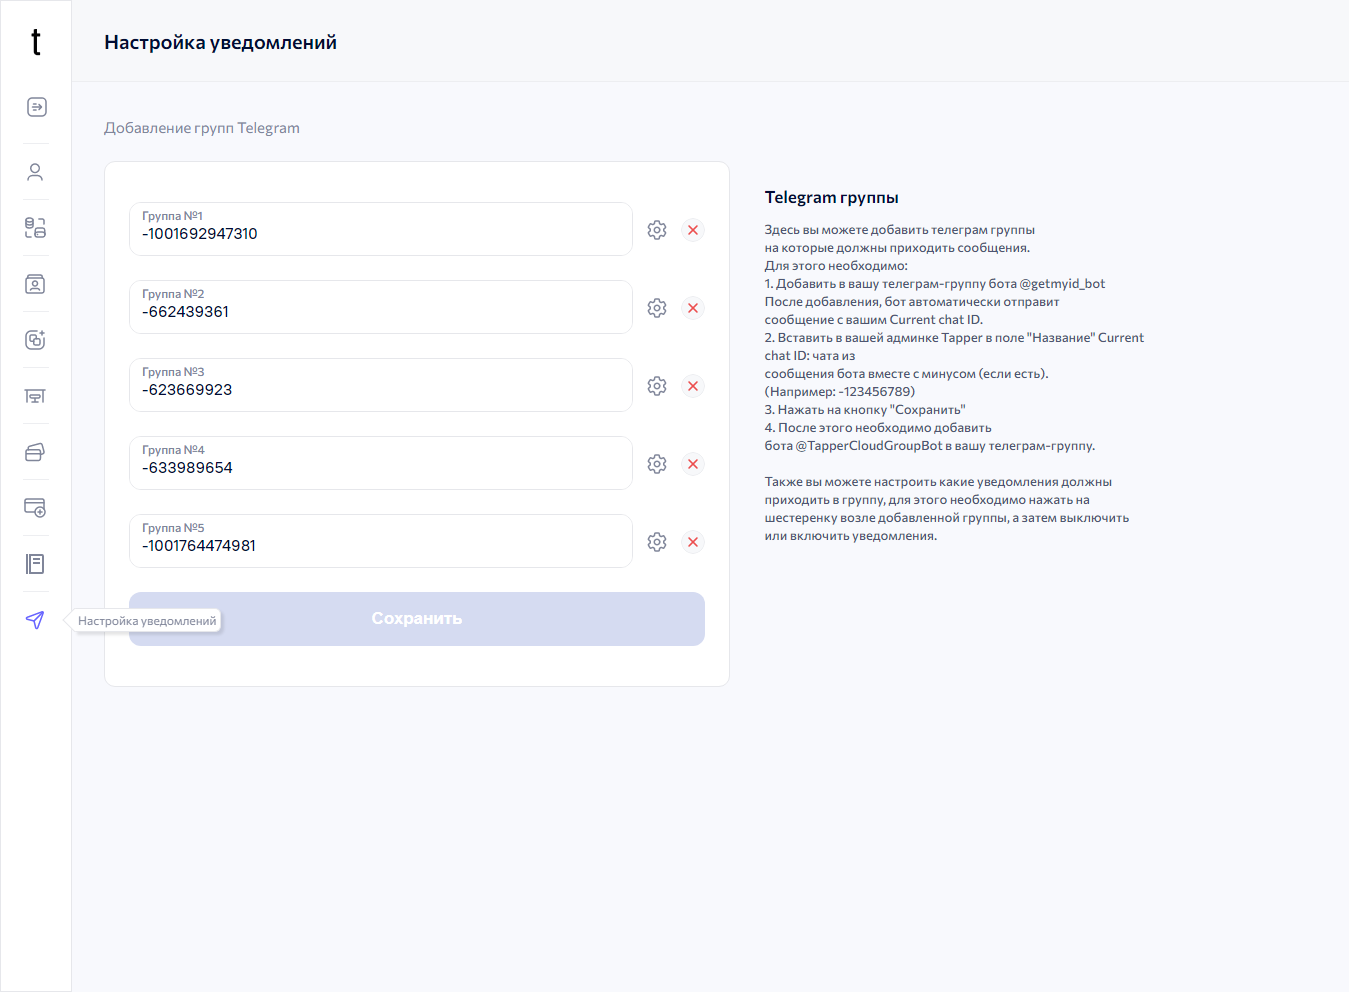 t
Настройка уведомлений
Добавление групп Telegram
Группа №1
-1001692947310
Группа №2
-662439361
Группа №3
-623669923
Группа №4
-633989654
Группа №5
-1001764474981
Сохранить
Настройка уведомлений
Telegram группы
Здесь вы можете добавить телеграм группы
на которые должны приходить сообщения.
Для этого необходимо:
1. Добавить в вашу телеграм-группу бота @getmyid_bot
После добавления, бот автоматически отправит
сообщение с вашим Current chat ID.
2. Вставить в вашей админке Tapper в поле "Название" Current
chat ID: чата из
сообщения бота вместе с минусом (если есть).
(Например: -123456789)
3. Нажать на кнопку "Сохранить"
4. После этого необходимо добавить
бота @TapperCloudGroupBot в вашу телеграм-группу.
Также вы можете настроить какие уведомления должны
приходить в группу, для этого необходимо нажать на
шестеренку возле добавленной группы, а затем выключить
или включить уведомления.